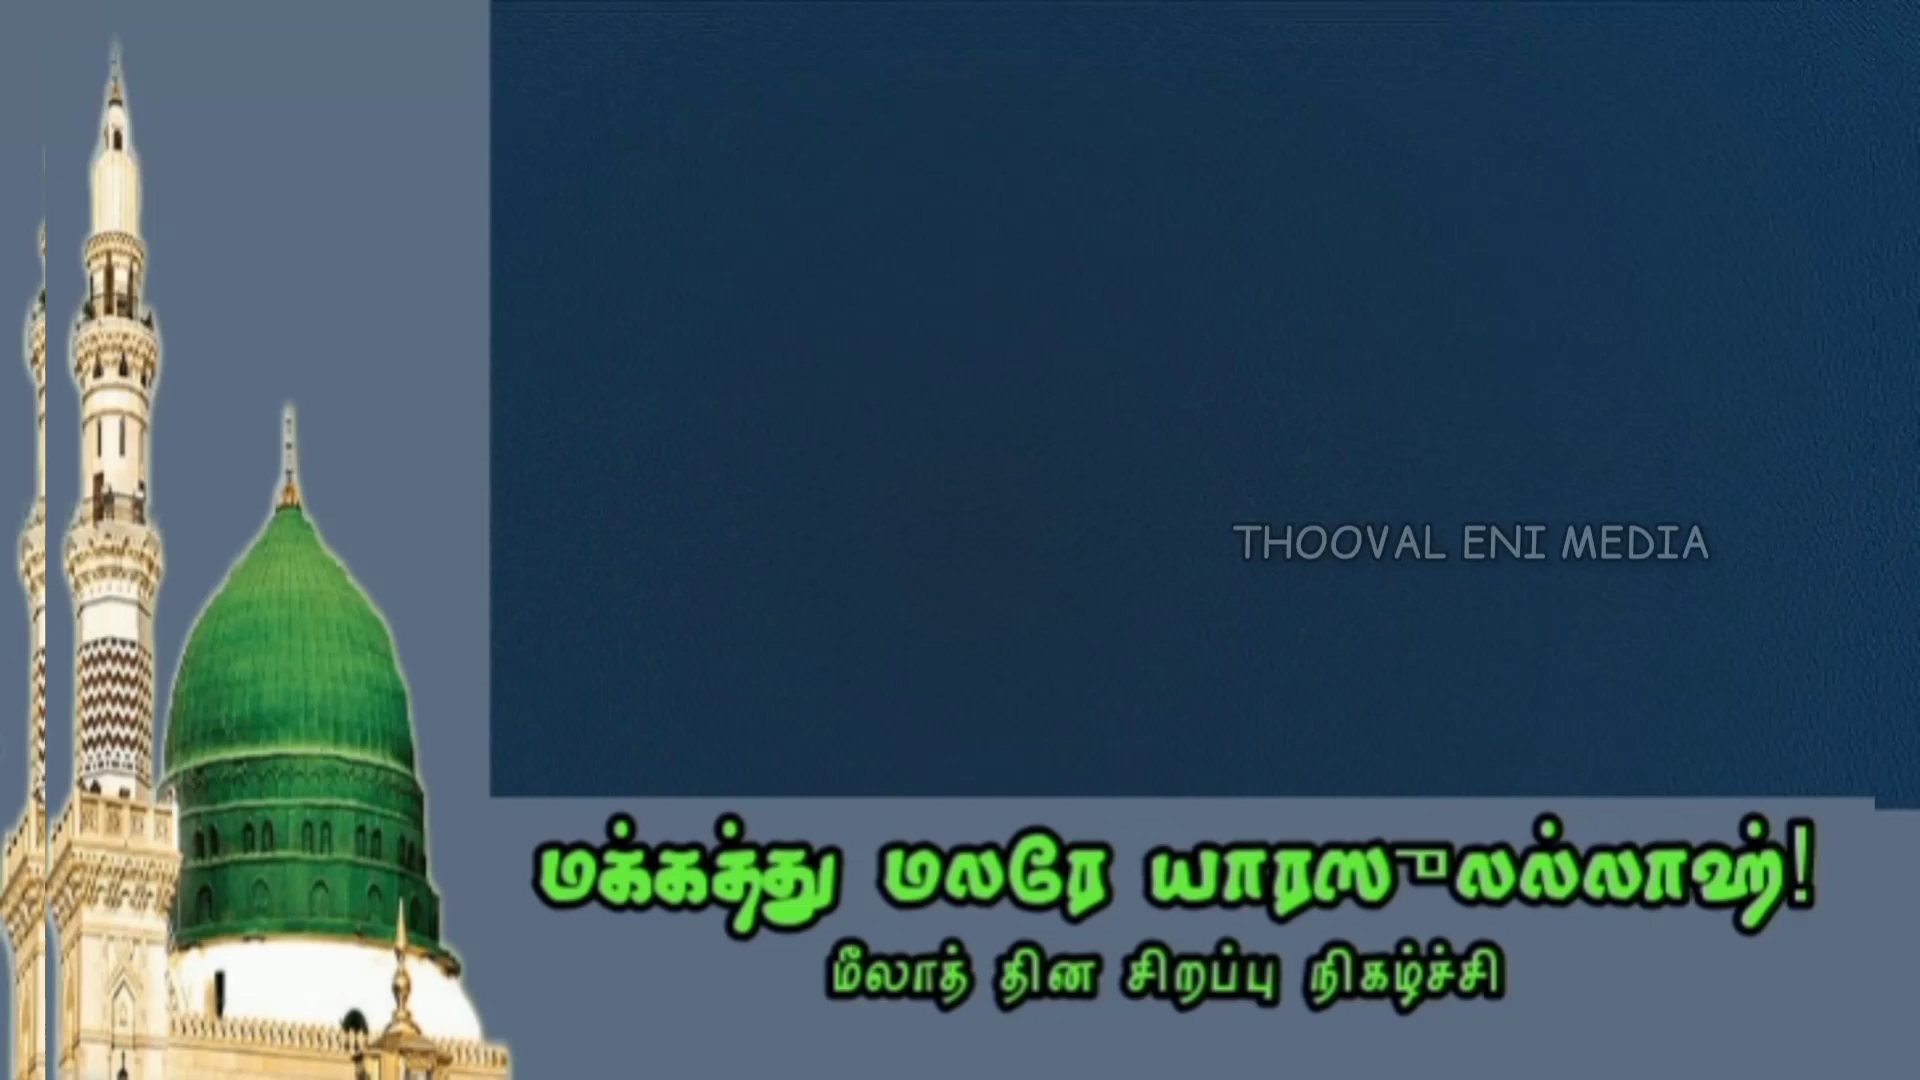 THOOVAL ENI MEDIA
மக்கத்து மலரே யாரஸுலல்லாஹ்!
மீலாத் தின சிறப்பு நிகழ்ச்சி